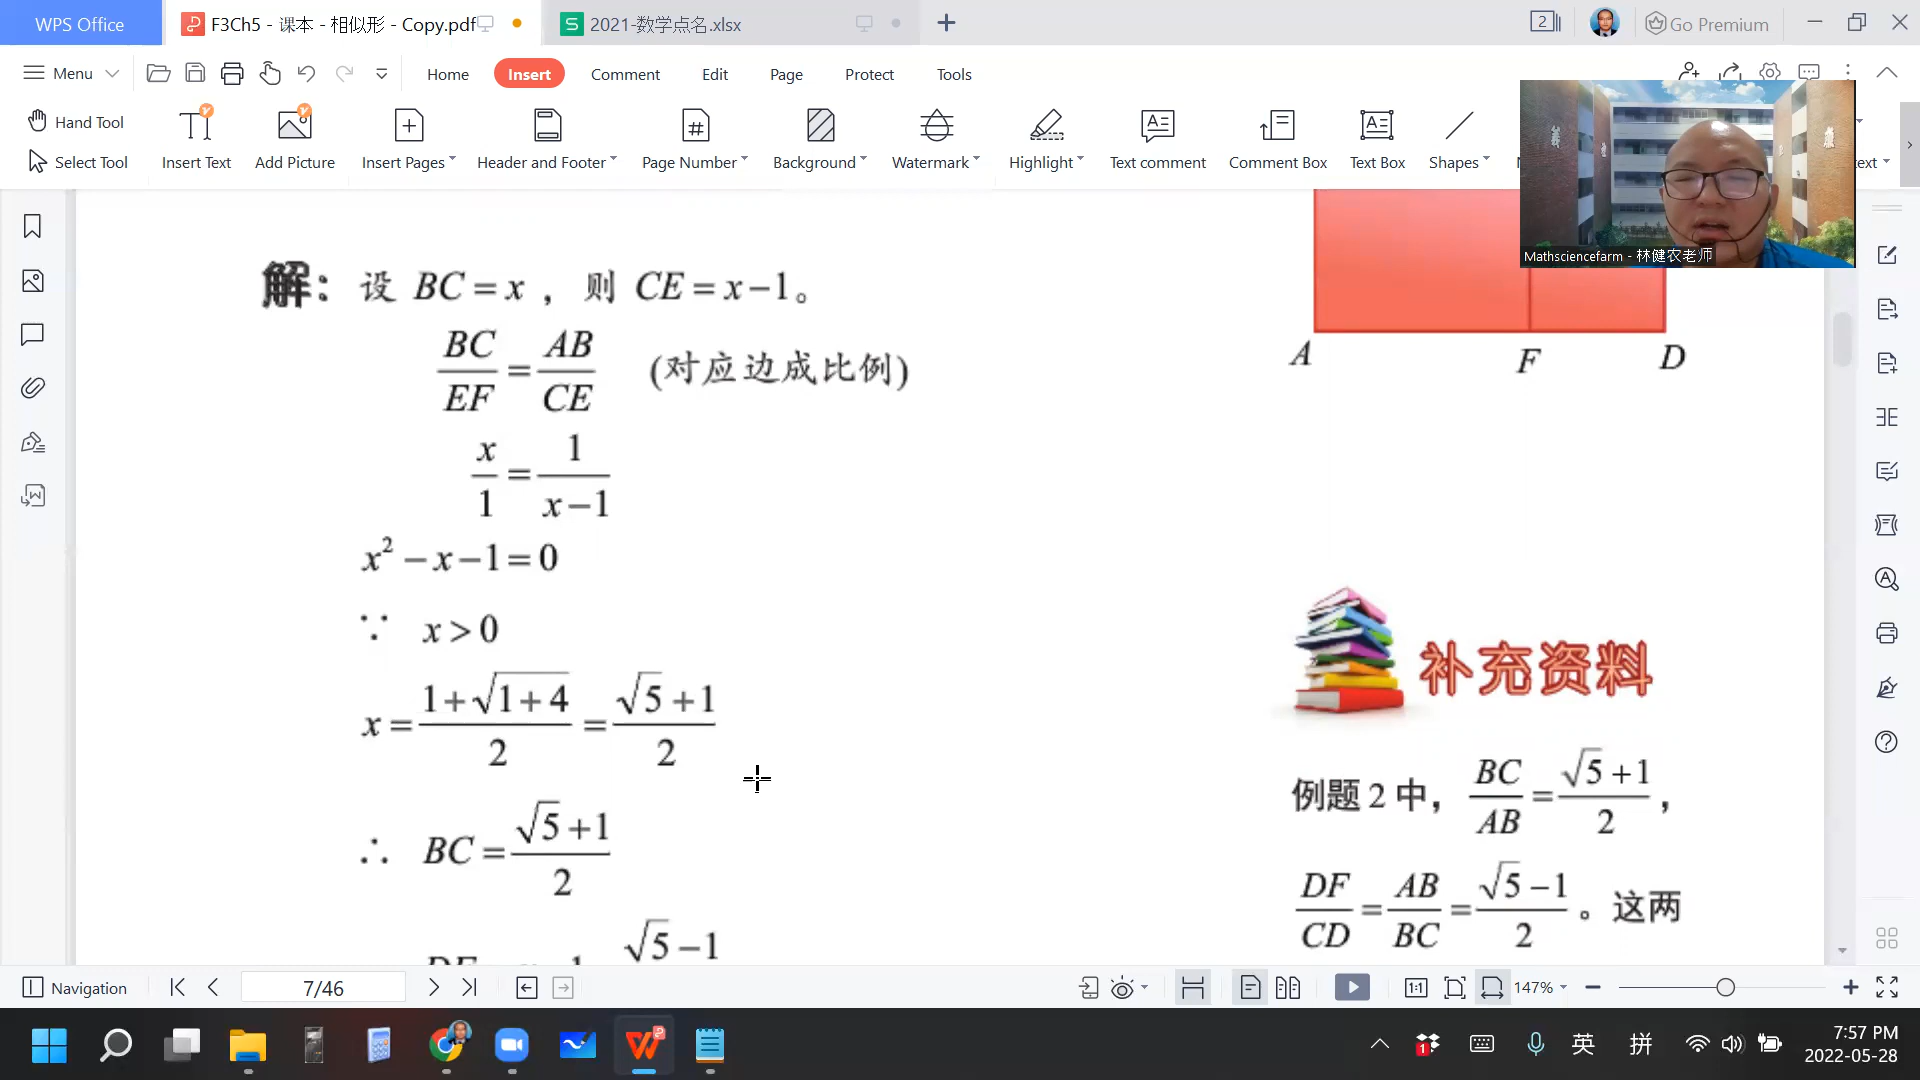 WPS Office
F3Ch5 - 课本 - 相似形 - Copy.pdf
2021-数学点名.xlsx
2
Go Premium
Menu
Home
Insert
Comment
Edit
Page
Protect
Tools
Hand Tool
Select Tool
Insert Text
Add Picture
Insert Pages
Header and Footer
Page Number
Background
Watermark
Highlight
Text comment
Comment Box
Text Box
Shapes
Mathsciencefarm - 林健农老师
解：设 BC = x ， 则 CE = x−1。
BC/EF = AB/CE (对应边成比例)
x/1 = 1/(x−1)
x² − x − 1 = 0
∵ x > 0
x = (1+√(1+4))/2 = (√5+1)/2
∴ BC = (√5+1)/2
√5−1
A F D
补充资料
例题 2 中，BC/AB = (√5+1)/2，
DF/CD = AB/BC = (√5−1)/2。这两
Navigation
7/46
1:1
147%
1
英
拼
7:57 PM
2022-05-28